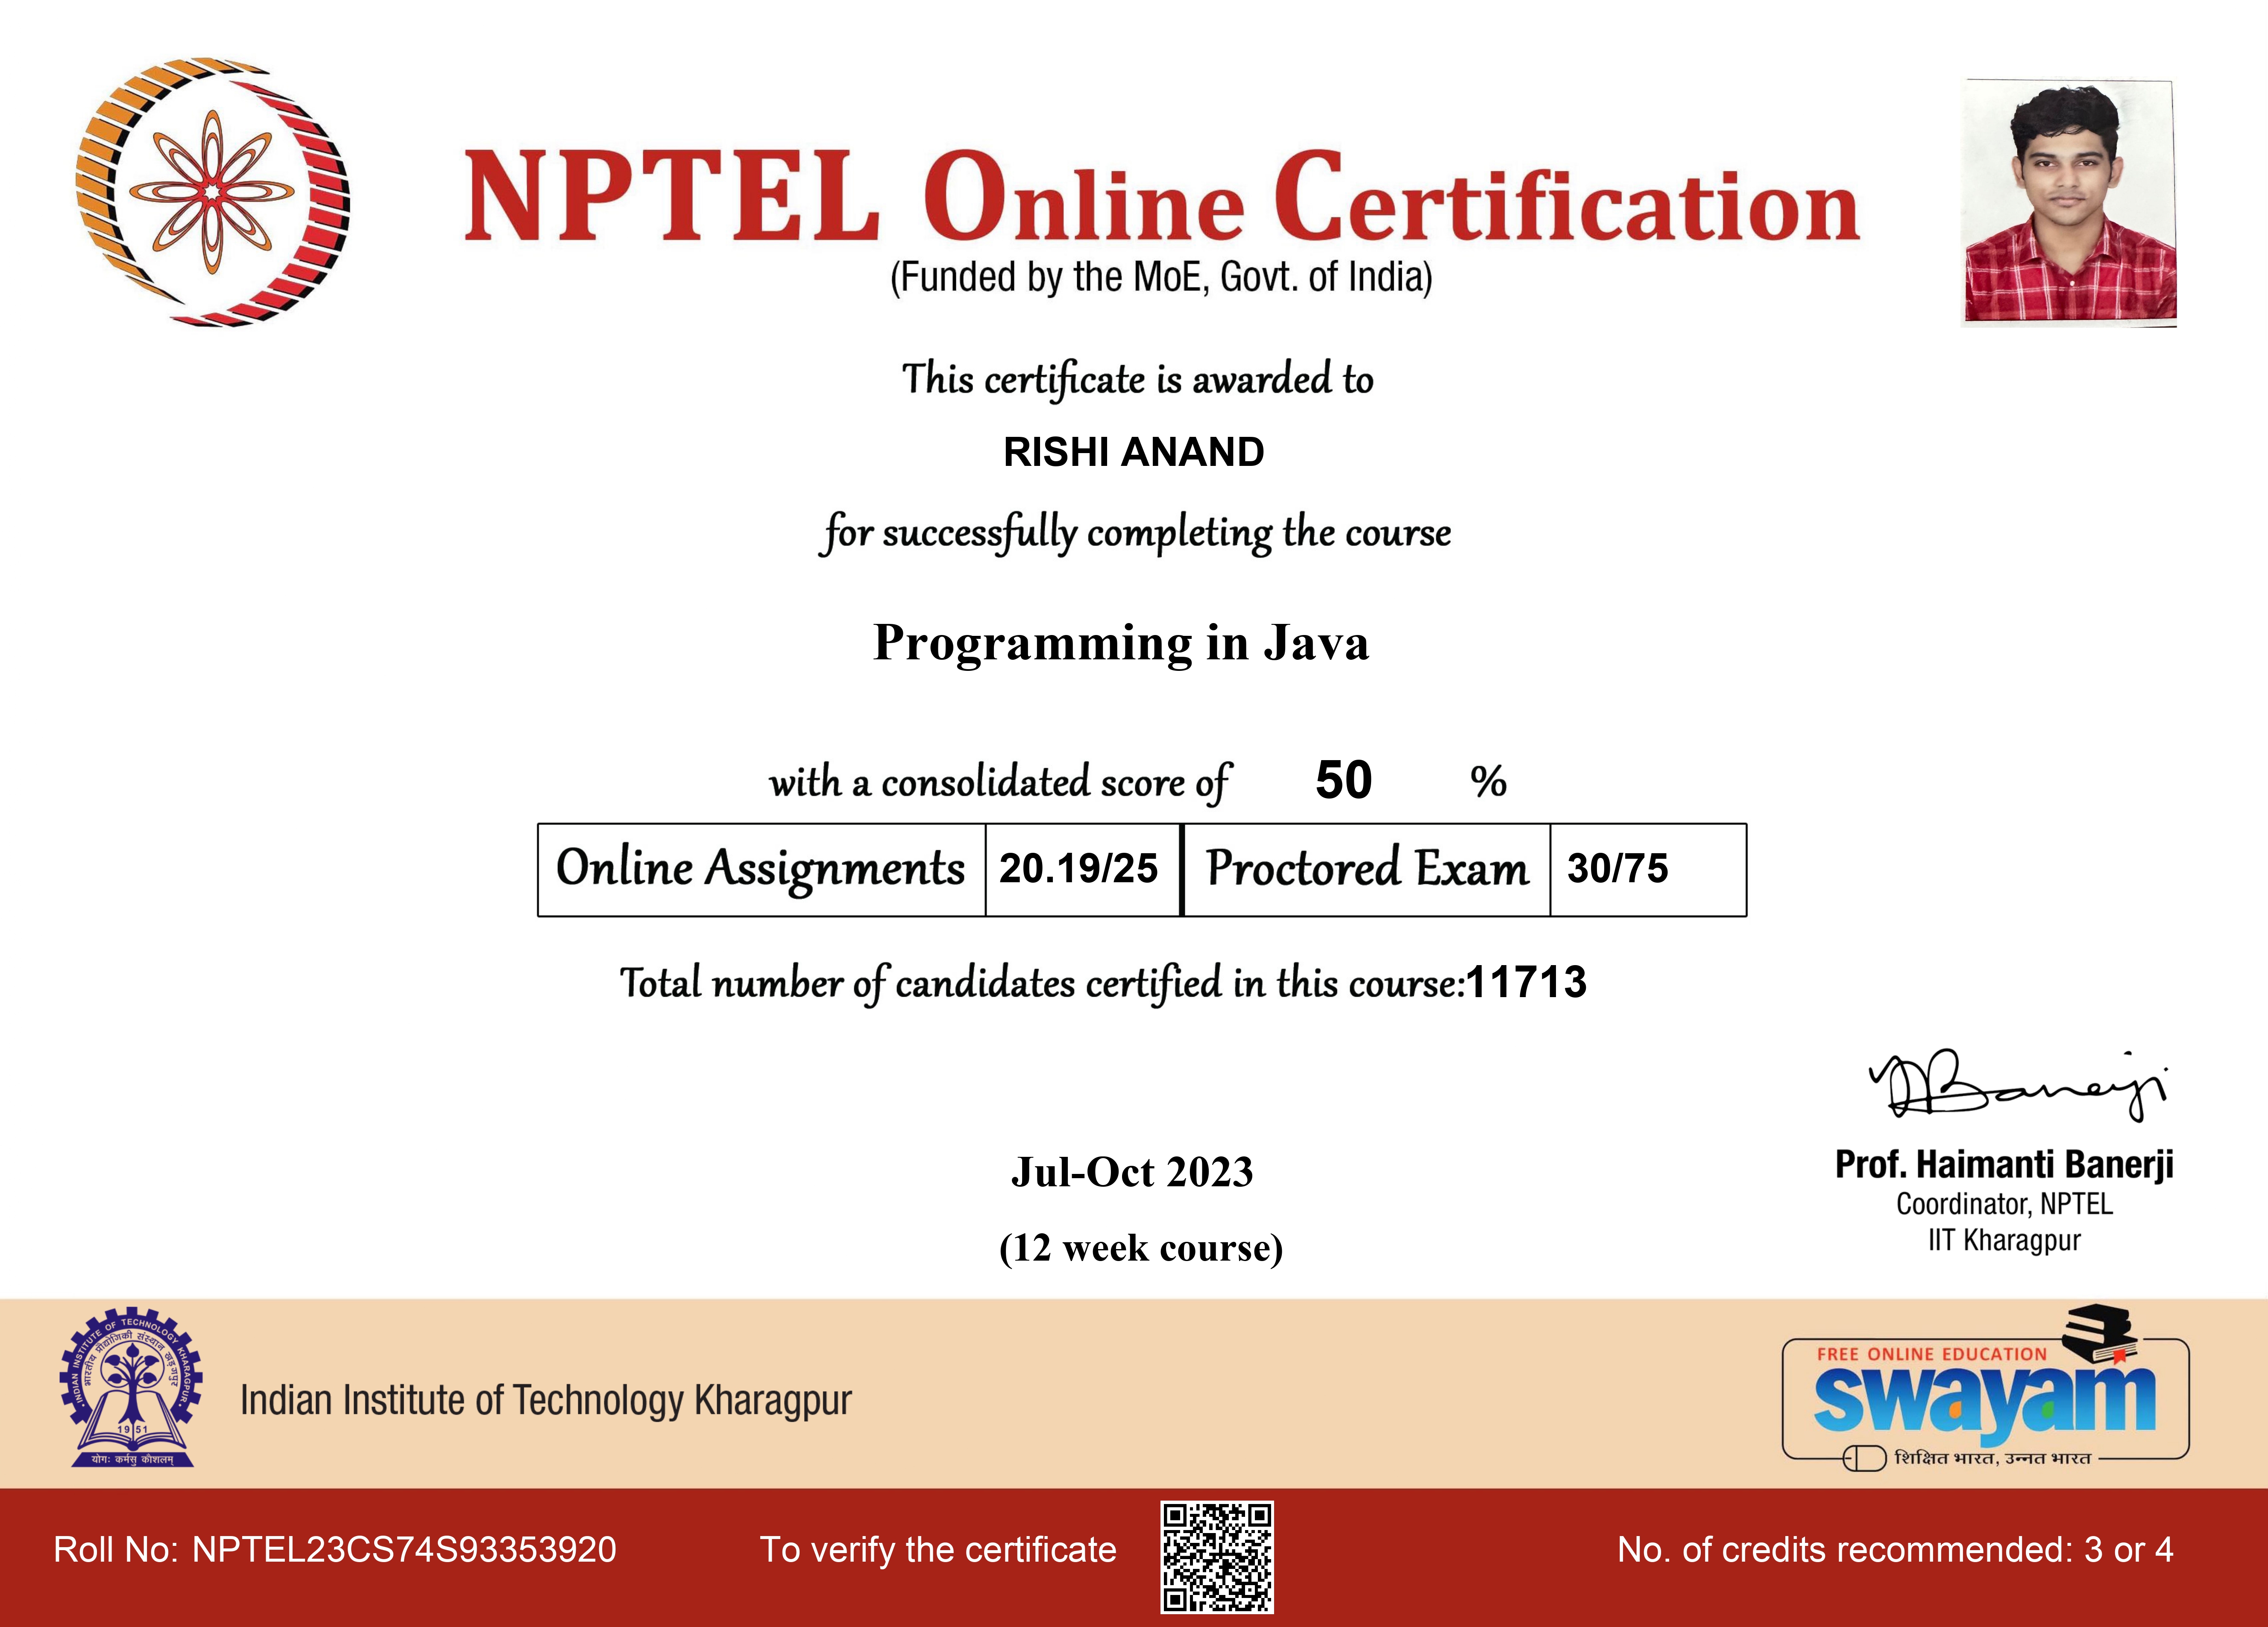 NPTEL Online Certification
(Funded by the MoE, Govt. of India)
This certificate is awarded to
RISHI ANAND
for successfully completing the course
Programming in Java
with a consolidated score of 50 %
Online Assignments 20.19/25 Proctored Exam 30/75
Total number of candidates certified in this course:11713
Jul-Oct 2023
(12 week course)
Banerji
Prof. Haimanti Banerji
Coordinator, NPTEL
IIT Kharagpur
INDIAN INSTITUTE OF TECHNOLOGY KHARAGPUR
भारतीय प्रौद्योगिकी संस्थान खड़गपुर
1951
योगः कर्मसु कौशलम्
Indian Institute of Technology Kharagpur
FREE ONLINE EDUCATION
swayam
शिक्षित भारत, उन्नत भारत
Roll No: NPTEL23CS74S93353920
To verify the certificate
No. of credits recommended: 3 or 4